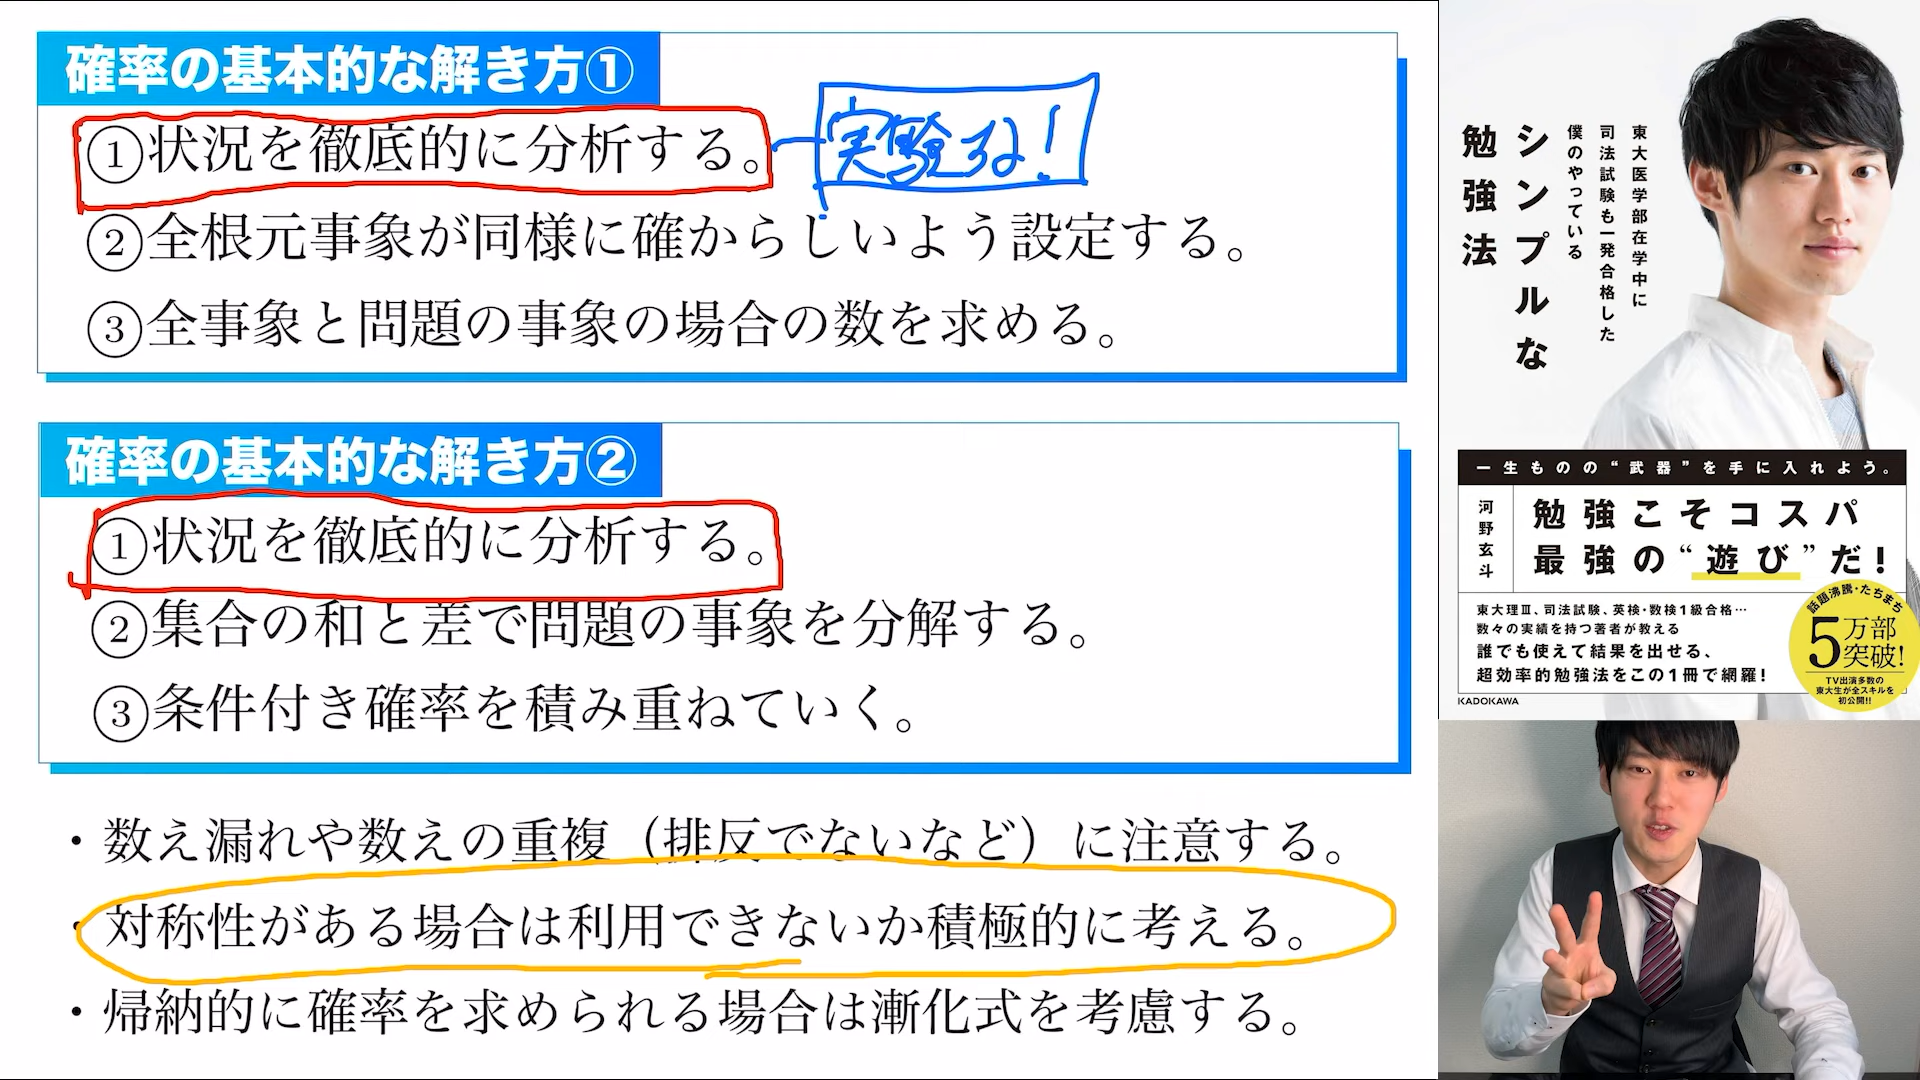 確率の基本的な解き方①
①状況を徹底的に分析する。
実験する!
②全根元事象が同様に確からしいよう設定する。
③全事象と問題の事象の場合の数を求める。
確率の基本的な解き方②
①状況を徹底的に分析する。
②集合の和と差で問題の事象を分解する。
③条件付き確率を積み重ねていく。
・数え漏れや数えの重複（排反でないなど）に注意する。
・対称性がある場合は利用できないか積極的に考える。
・帰納的に確率を求められる場合は漸化式を考慮する。
東大医学部在学中に
司法試験も一発合格した
僕のやっている
シンプルな
勉強法
一生ものの“武器”を手に入れよう。
河野玄斗
勉強こそコスパ
最強の“遊び”だ!
東大理Ⅲ、司法試験、英検・数検1級合格…
数々の実績を持つ著者が教える
誰でも使えて結果を出せる、
超効率的勉強法をこの1冊で網羅!
話題沸騰・たちまち
5万部
突破!
TV出演多数の
東大生が全スキルを
初公開!!
KADOKAWA